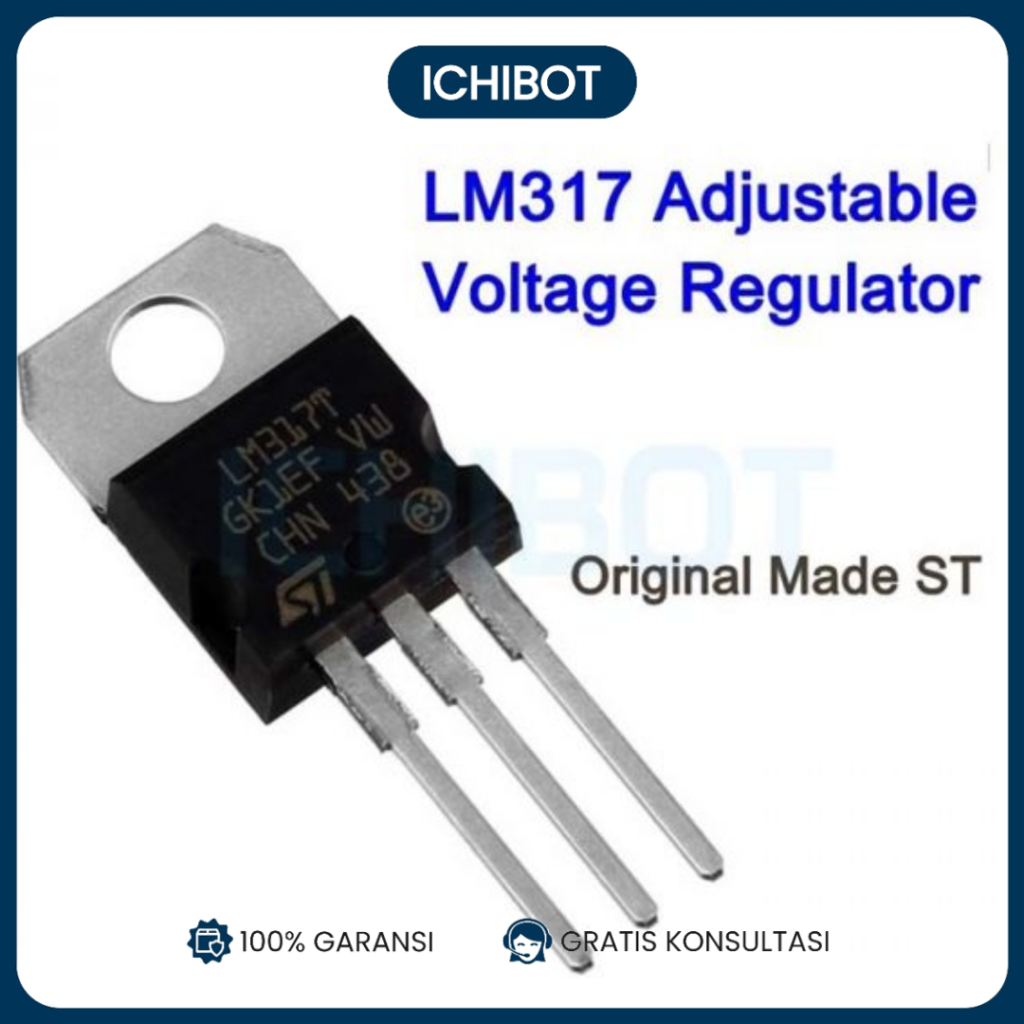 ICHIBOT
LM317 Adjustable
Voltage Regulator
LM317T
GK1EF VW
CHN 438
e3
ST
ICHIBOT
Original Made ST
100% GARANSI
GRATIS KONSULTASI